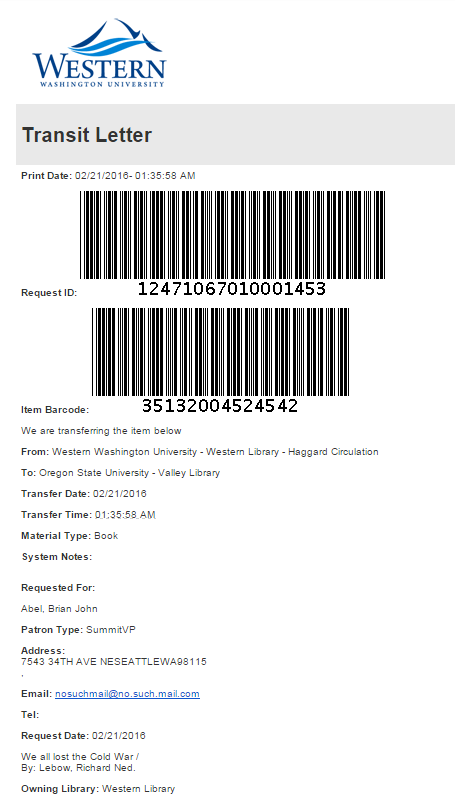 WESTERN
WASHINGTON UNIVERSITY
Transit Letter
Print Date: 02/21/2016- 01:35:58 AM
Request ID: 12471067010001453
Item Barcode: 35132004524542
We are transferring the item below
From: Western Washington University - Western Library - Haggard Circulation
To: Oregon State University - Valley Library
Transfer Date: 02/21/2016
Transfer Time: 01:35:58 AM
Material Type: Book
System Notes:
Requested For:
Abel, Brian John
Patron Type: SummitVP
Address:
7543 34TH AVE NESEATTLEWA98115
,
Email: nosuchmail@no.such.mail.com
Tel:
Request Date: 02/21/2016
We all lost the Cold War /
By: Lebow, Richard Ned.
Owning Library: Western Library